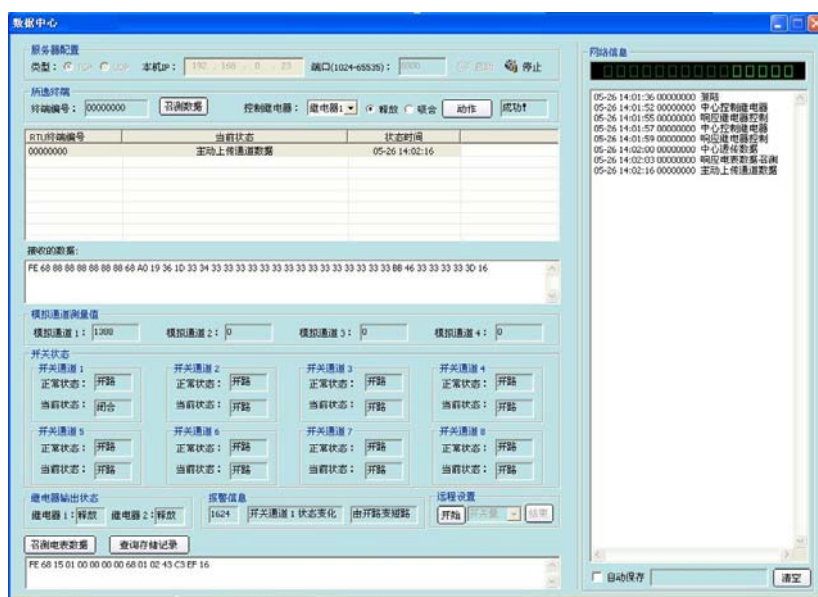 数据中心
服务器配置
类型： TCP UDP 本机IP： 192 . 168 . 0 . 23 端口(1024-65535)： 停止
所选终端
终端编号： 00000000 召测数据 控制继电器： 继电器1 释放 吸合 动作 成功！
RTU终端编号 当前状态 状态时间
00000000 主动上传通道数据 05-26 14:02:16
接收的数据：
FE 68 88 88 88 88 88 88 68 A0 19 36 1D 33 34 33 33 33 33 33 33 33 33 33 33 33 33 33 33 33 BB 46 33 33 33 33 3D 16
模拟通道测量值
模拟通道 1： 1388 模拟通道 2： 0 模拟通道 3： 0 模拟通道 4： 0
开关状态
开关通道 1 开关通道 2 开关通道 3 开关通道 4
正常状态： 开路 正常状态： 开路 正常状态： 开路 正常状态： 开路
当前状态： 闭合 当前状态： 开路 当前状态： 开路 当前状态： 开路
开关通道 5 开关通道 6 开关通道 7 开关通道 8
正常状态： 开路 正常状态： 开路 正常状态： 开路 正常状态： 开路
当前状态： 开路 当前状态： 开路 当前状态： 开路 当前状态： 开路
继电器输出状态 报警信息 远程设置
继电器 1： 释放 继电器 2： 释放 1624 开关通道 1 状态变化 由开路变短路 开始 开关量 结束
召测电表数据 查询存储记录
FE 68 15 01 00 00 00 00 68 01 02 43 C3 EF 16
网络信息
05-26 14:01:36 00000000 登陆
05-26 14:01:52 00000000 中心控制继电器
05-26 14:01:55 00000000 响应继电器控制
05-26 14:01:57 00000000 中心控制继电器
05-26 14:01:59 00000000 响应继电器控制
05-26 14:02:00 00000000 中心透传数据
05-26 14:02:03 00000000 响应电表数据召测
05-26 14:02:16 00000000 主动上传通道数据
自动保存 清空